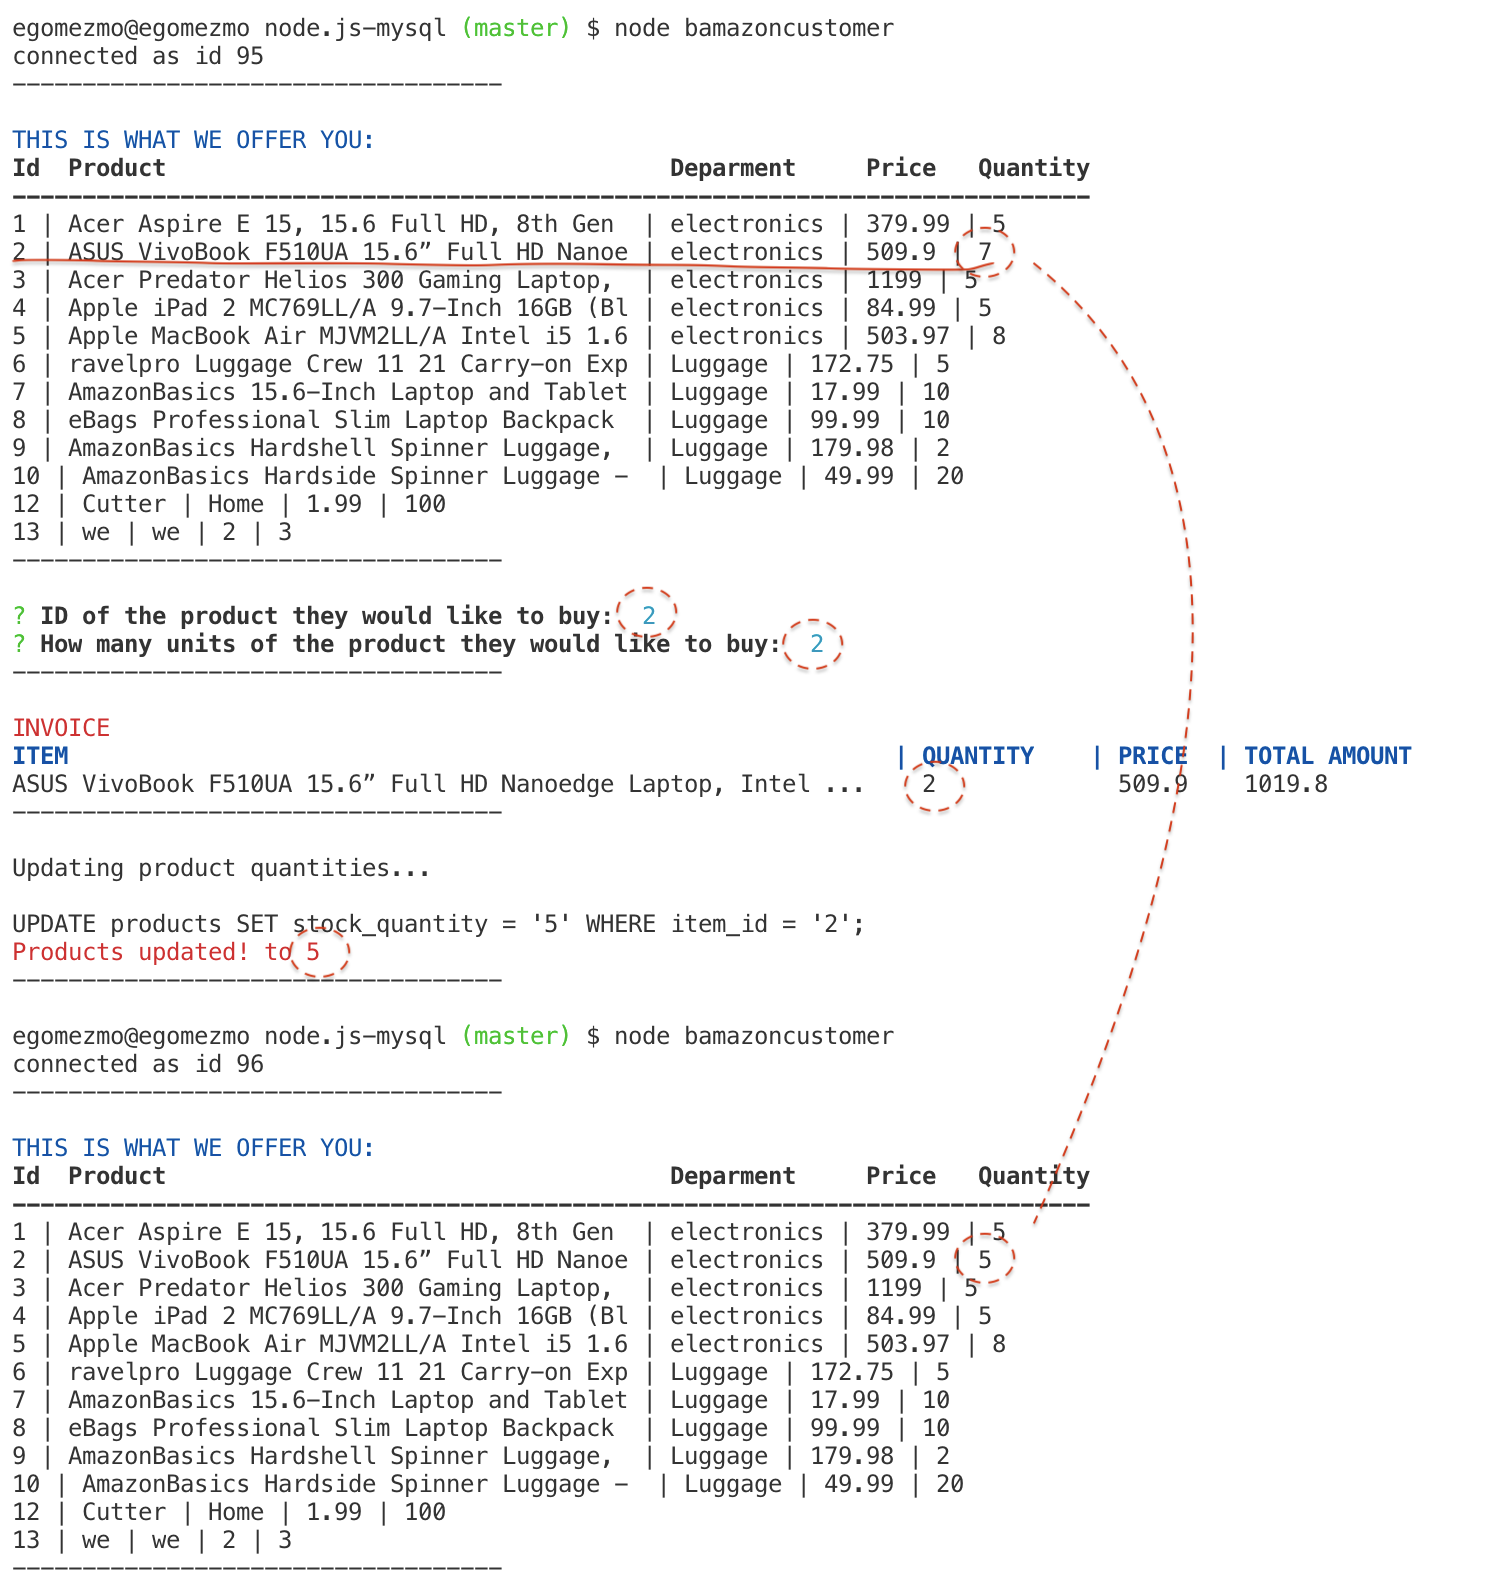 egomezmo@egomezmo node.js-mysql (master) $ node bamazoncustomer
connected as id 95
-----------------------------------
THIS IS WHAT WE OFFER YOU:
Id  Product                                    Deparment     Price   Quantity
-----------------------------------------------------------------------------
1 | Acer Aspire E 15, 15.6 Full HD, 8th Gen  | electronics | 379.99 | 5
2 | ASUS VivoBook F510UA 15.6” Full HD Nanoe | electronics | 509.9 | 7
3 | Acer Predator Helios 300 Gaming Laptop,  | electronics | 1199 | 5
4 | Apple iPad 2 MC769LL/A 9.7-Inch 16GB (Bl | electronics | 84.99 | 5
5 | Apple MacBook Air MJVM2LL/A Intel i5 1.6 | electronics | 503.97 | 8
6 | ravelpro Luggage Crew 11 21 Carry-on Exp | Luggage | 172.75 | 5
7 | AmazonBasics 15.6-Inch Laptop and Tablet | Luggage | 17.99 | 10
8 | eBags Professional Slim Laptop Backpack  | Luggage | 99.99 | 10
9 | AmazonBasics Hardshell Spinner Luggage,  | Luggage | 179.98 | 2
10 | AmazonBasics Hardside Spinner Luggage -  | Luggage | 49.99 | 20
12 | Cutter | Home | 1.99 | 100
13 | we | we | 2 | 3
-----------------------------------
? ID of the product they would like to buy:  2
? How many units of the product they would like to buy:  2
-----------------------------------
INVOICE
ITEM                                                           | QUANTITY    | PRICE  | TOTAL AMOUNT
ASUS VivoBook F510UA 15.6” Full HD Nanoedge Laptop, Intel ...    2             509.9    1019.8
-----------------------------------
Updating product quantities...
UPDATE products SET stock_quantity = '5' WHERE item_id = '2';
Products updated! to 5
-----------------------------------
egomezmo@egomezmo node.js-mysql (master) $ node bamazoncustomer
connected as id 96
-----------------------------------
THIS IS WHAT WE OFFER YOU:
Id  Product                                    Deparment     Price   Quantity
-----------------------------------------------------------------------------
1 | Acer Aspire E 15, 15.6 Full HD, 8th Gen  | electronics | 379.99 | 5
2 | ASUS VivoBook F510UA 15.6” Full HD Nanoe | electronics | 509.9 | 5
3 | Acer Predator Helios 300 Gaming Laptop,  | electronics | 1199 | 5
4 | Apple iPad 2 MC769LL/A 9.7-Inch 16GB (Bl | electronics | 84.99 | 5
5 | Apple MacBook Air MJVM2LL/A Intel i5 1.6 | electronics | 503.97 | 8
6 | ravelpro Luggage Crew 11 21 Carry-on Exp | Luggage | 172.75 | 5
7 | AmazonBasics 15.6-Inch Laptop and Tablet | Luggage | 17.99 | 10
8 | eBags Professional Slim Laptop Backpack  | Luggage | 99.99 | 10
9 | AmazonBasics Hardshell Spinner Luggage,  | Luggage | 179.98 | 2
10 | AmazonBasics Hardside Spinner Luggage -  | Luggage | 49.99 | 20
12 | Cutter | Home | 1.99 | 100
13 | we | we | 2 | 3
-----------------------------------